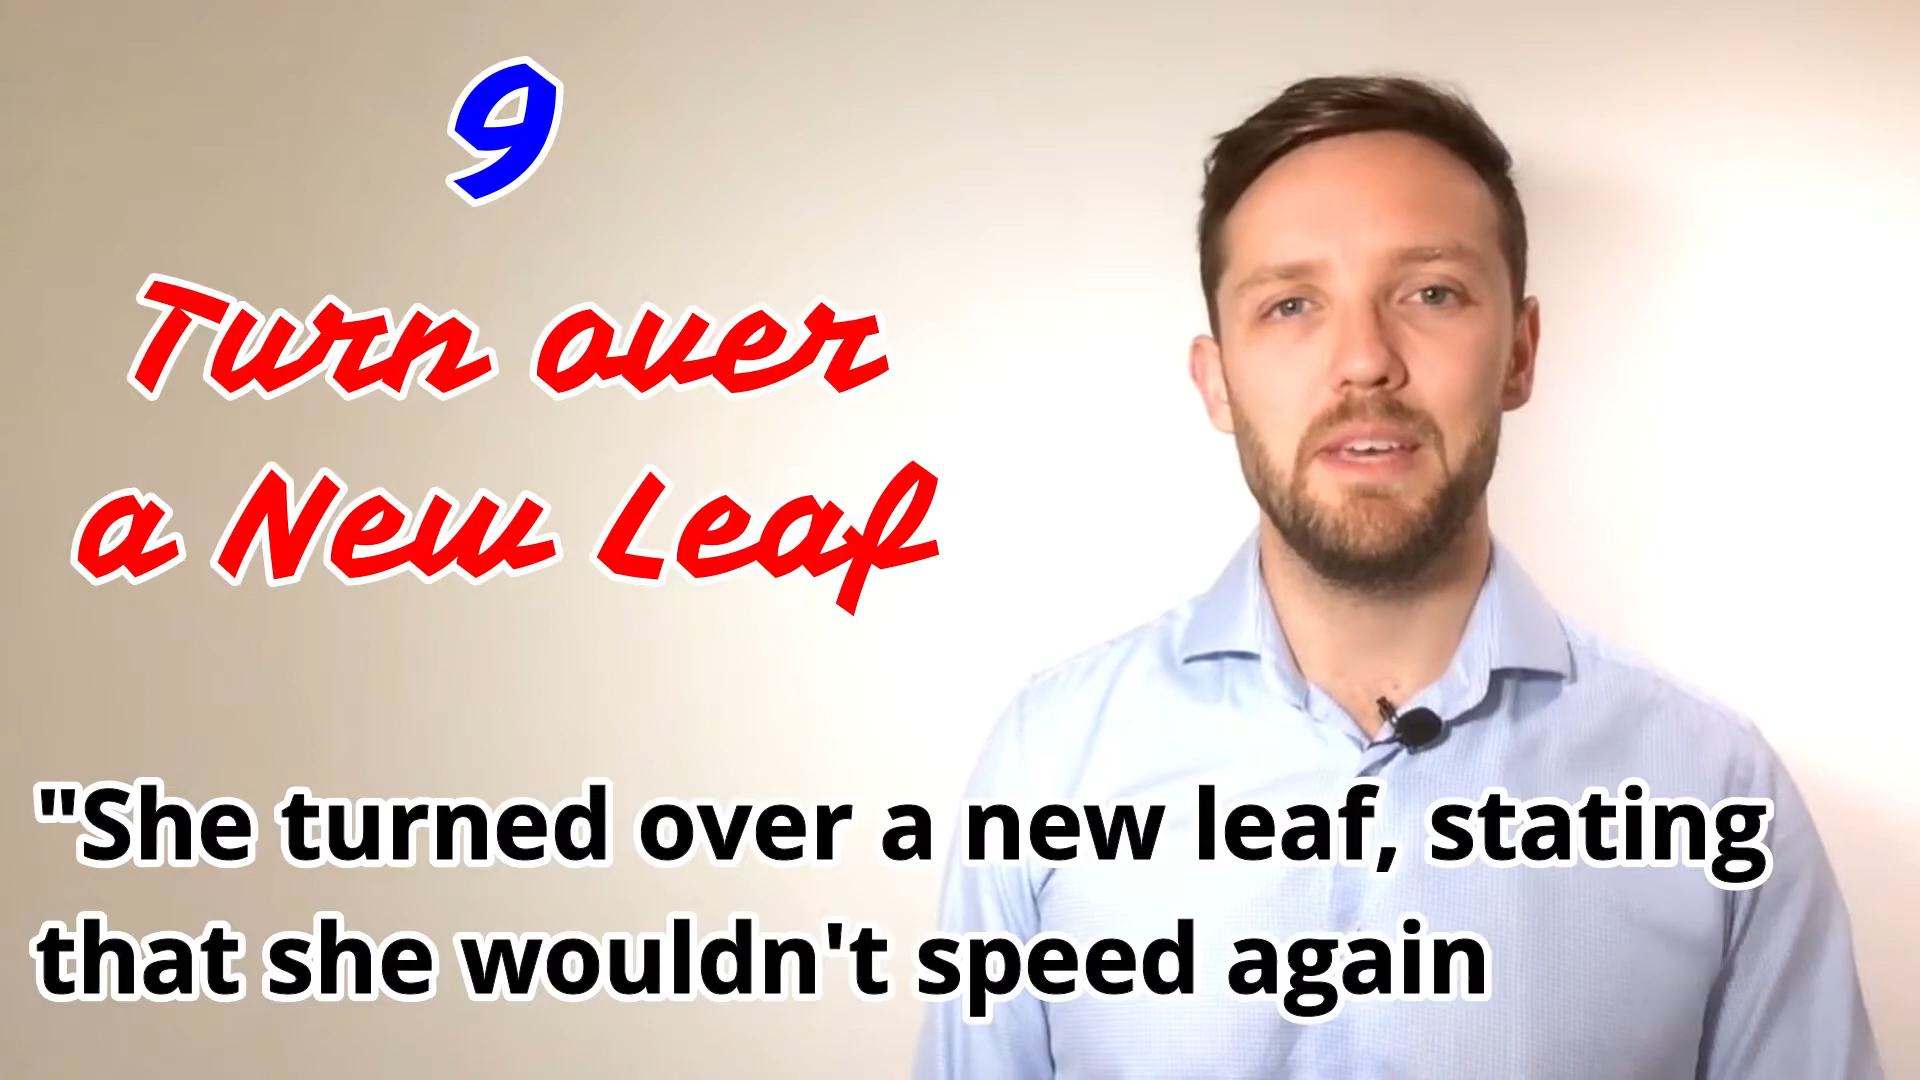 9
Turn over
a New Leaf
"She turned over a new leaf, stating
that she wouldn't speed again